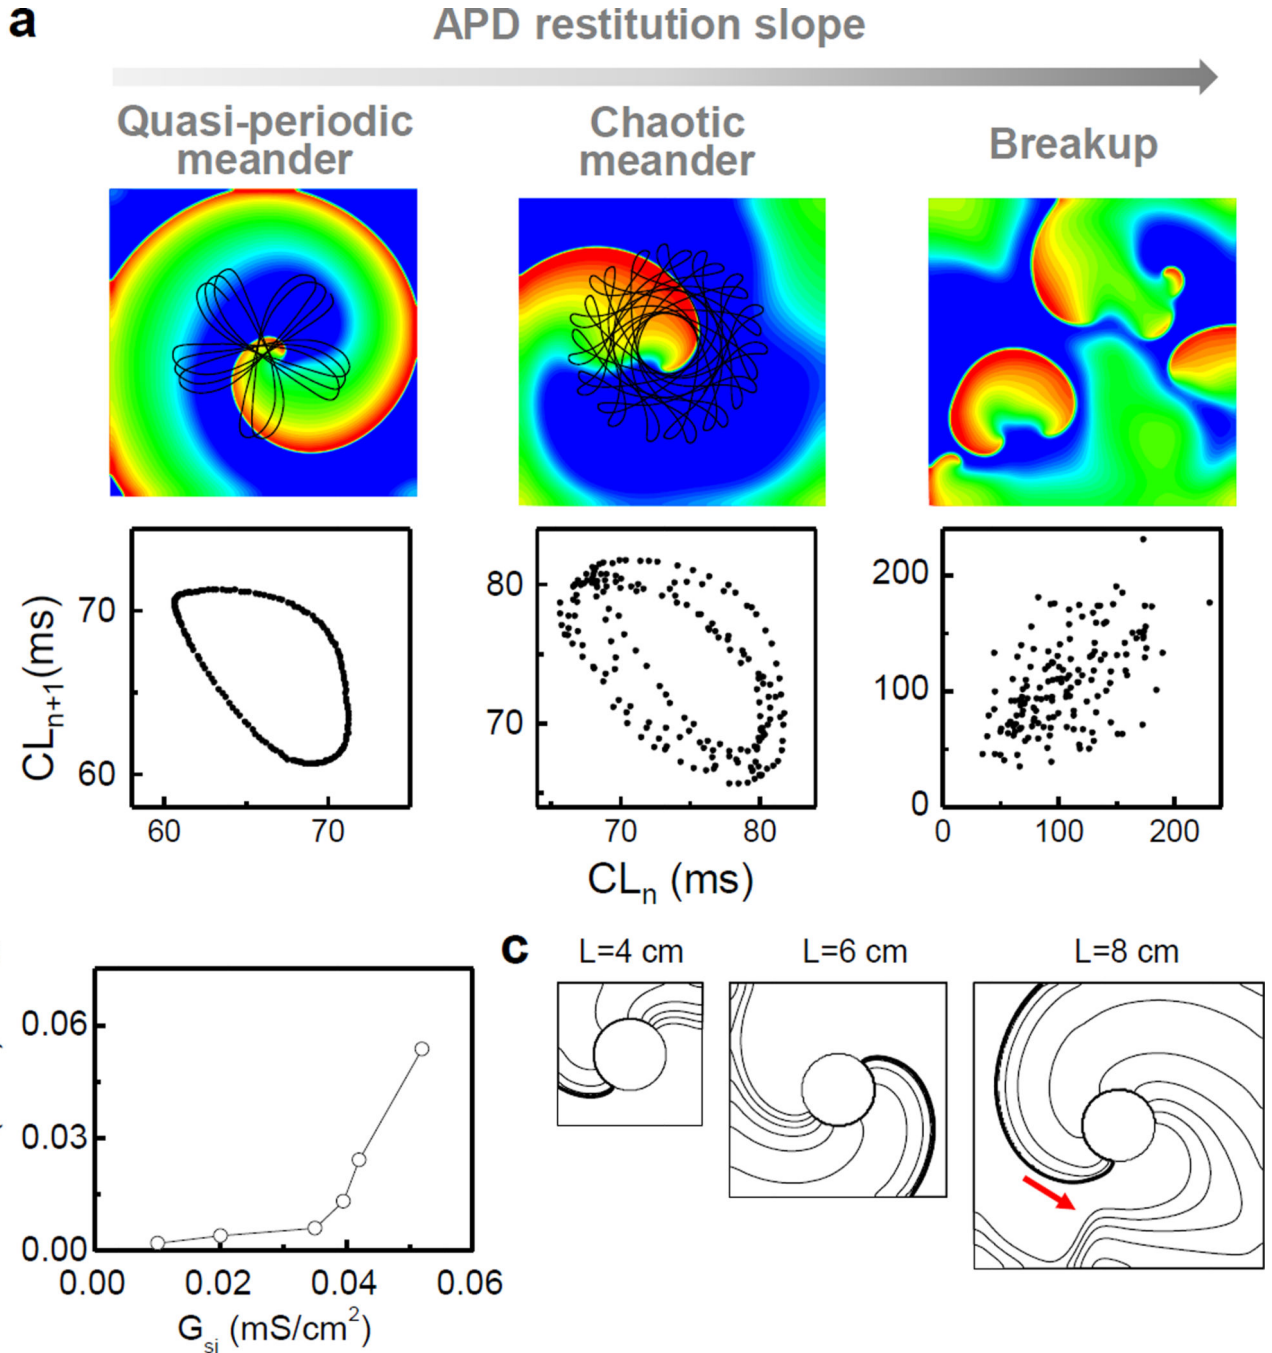 a
APD restitution slope
Quasi-periodic
meander
Chaotic
meander
Breakup
CLn+1(ms)
70
60
60
70
80
70
70
80
200
100
0
0
100
200
CLn (ms)
0.06
0.03
0.00
0.00
0.02
0.04
0.06
Gsi (mS/cm²)
c
L=4 cm
L=6 cm
L=8 cm